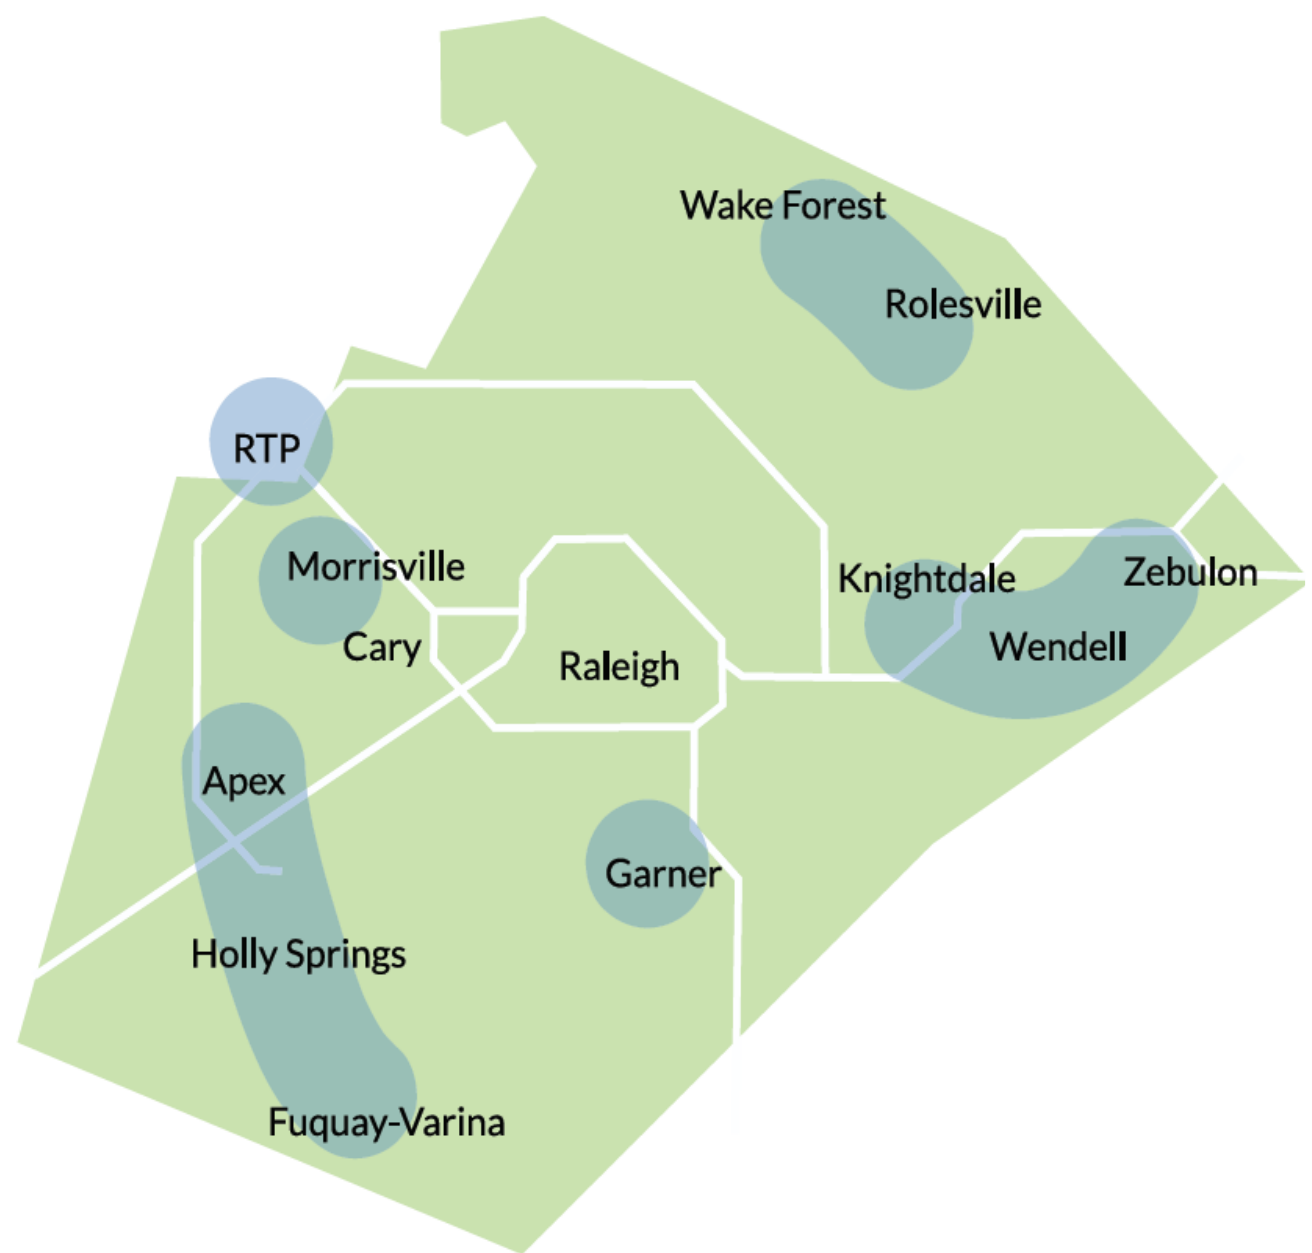 Wake Forest
Rolesville
RTP
Morrisville
Knightdale
Zebulon
Cary
Raleigh
Wendell
Apex
Garner
Holly Springs
Fuquay-Varina